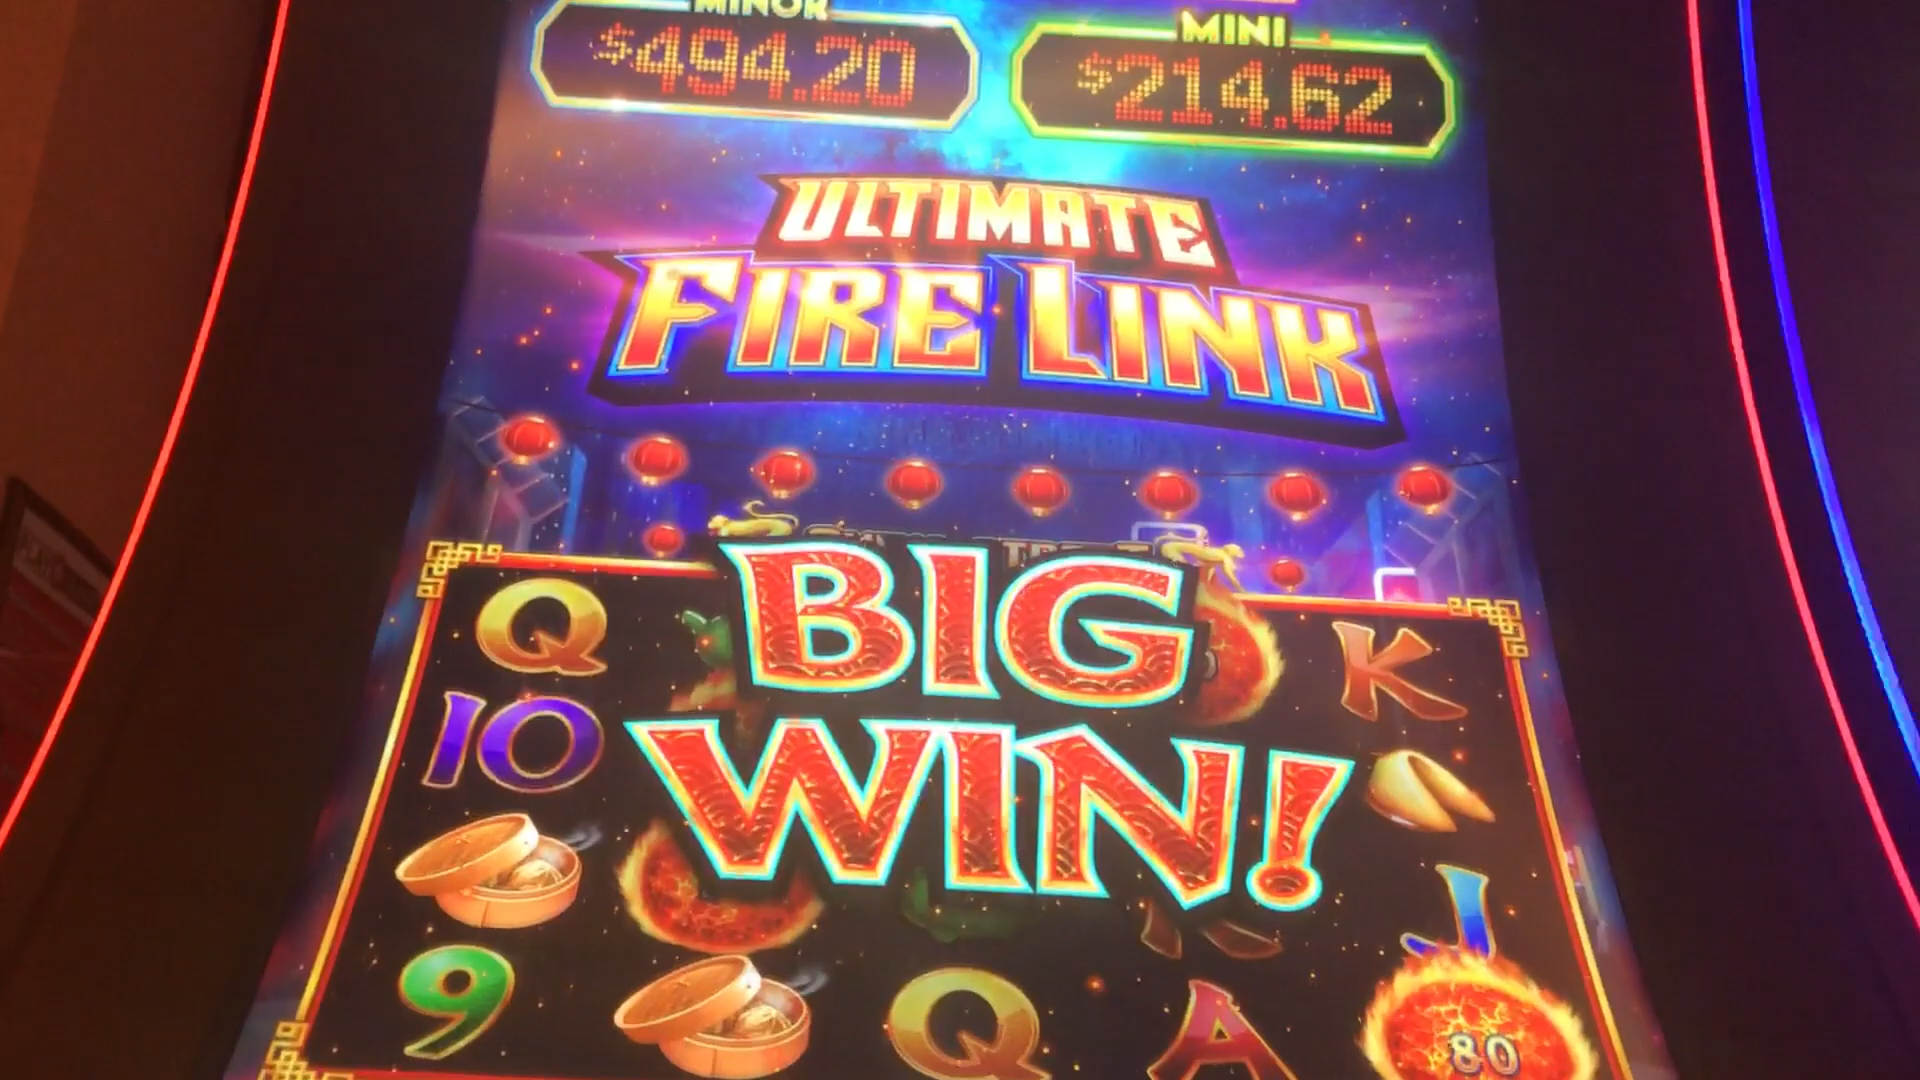 MINOR MINI
$494.20 $214.62
ULTIMATE
FIRE LINK
BIG
WIN!
Q K
10
J
9 Q A 80